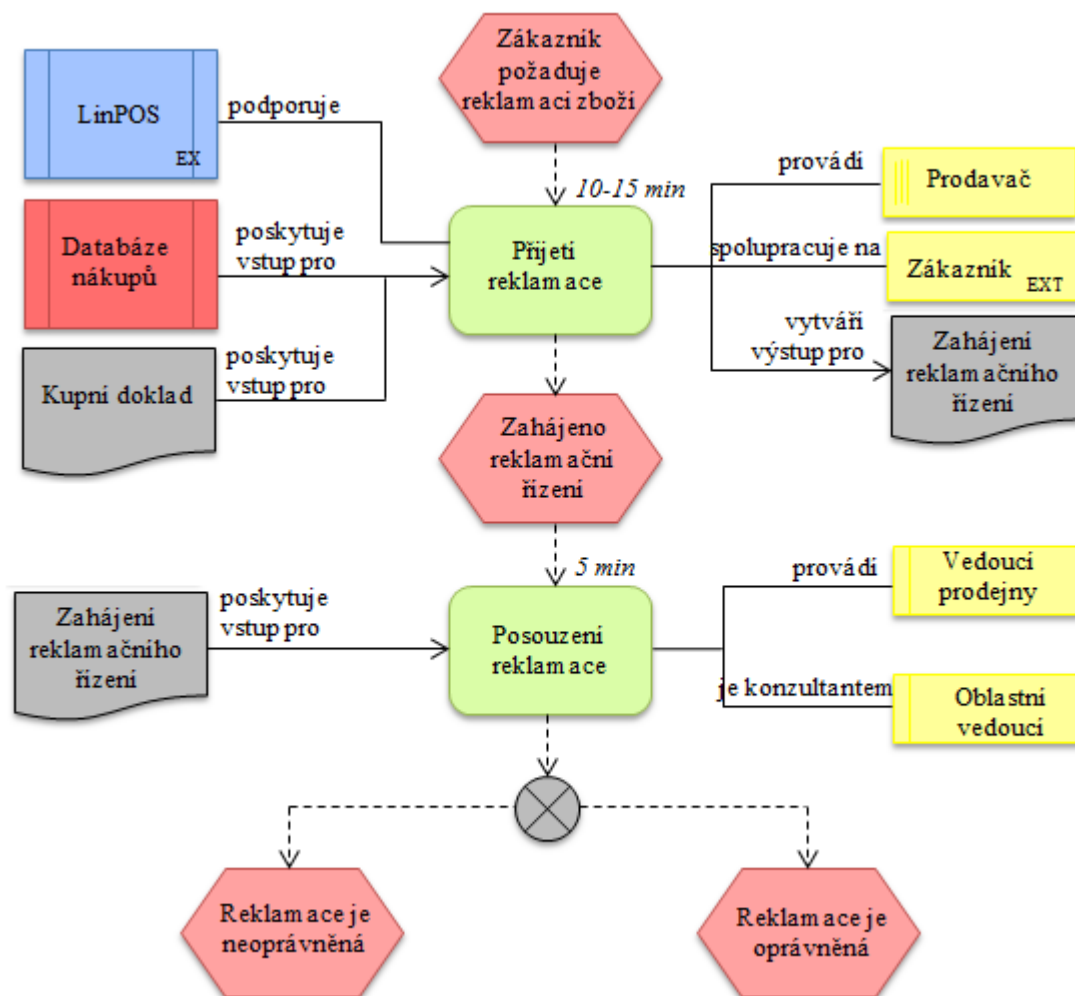 Zákazník
požaduje
reklamaci zboží
LinPOS
EX
podporuje
10-15 min
provádí
Prodavač
Databáze
nákupů
poskytuje
vstup pro
Přijetí
reklamace
spolupracuje na
Zákazník
EXT
Kupní doklad
poskytuje
vstup pro
vytváří
výstup pro
Zahájení
reklamačního
řízení
Zahájeno
reklamační
řízení
5 min
provádí
Vedoucí
prodejny
Zahájení
reklamačního
řízení
poskytuje
vstup pro
Posouzení
reklamace
je konzultantem
Oblastní
vedoucí
Reklamace je
neoprávněná
Reklamace je
oprávněná